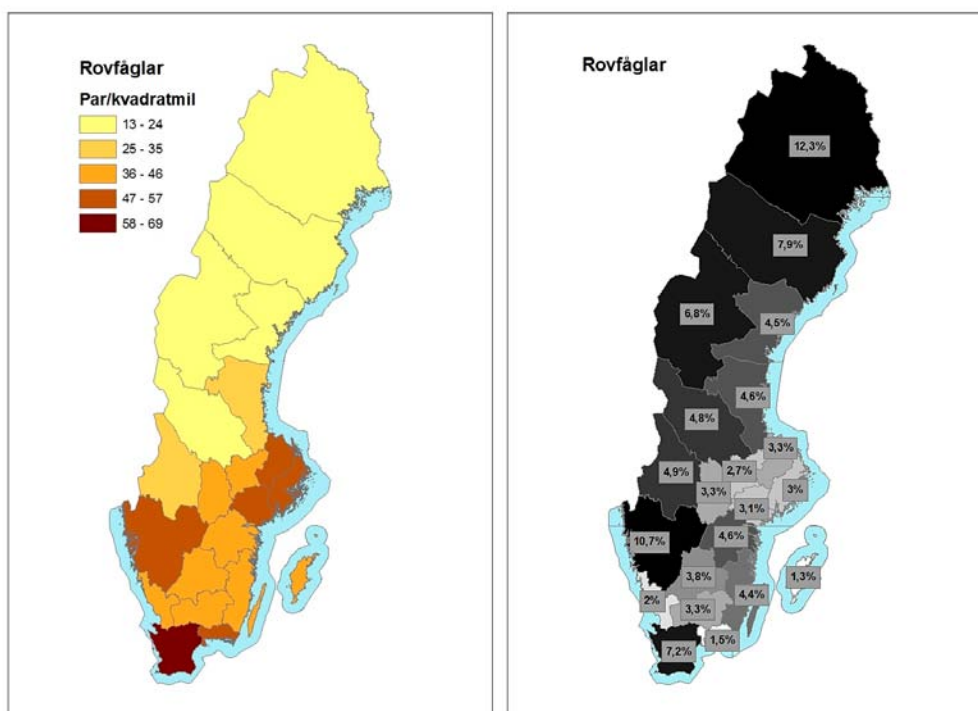 Rovfåglar
Par/kvadratmil
13 - 24
25 - 35
36 - 46
47 - 57
58 - 69
Rovfåglar
12,3%
7,9%
6,8%
4,5%
4,6%
4,8%
3,3%
4,9%
2,7%
3,3%
3%
3,1%
10,7%
4,6%
3,8%
1,3%
4,4%
2%
3,3%
1,5%
7,2%